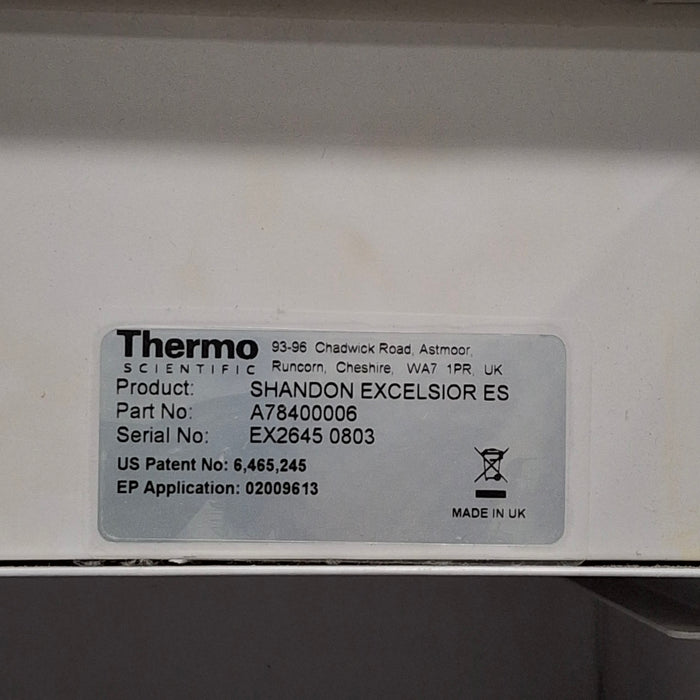 Thermo
SCIENTIFIC
93-96 Chadwick Road, Astmoor,
Runcorn, Cheshire, WA7 1PR, UK
Product: SHANDON EXCELSIOR ES
Part No: A78400006
Serial No: EX2645 0803
US Patent No: 6,465,245
EP Application: 02009613
MADE IN UK